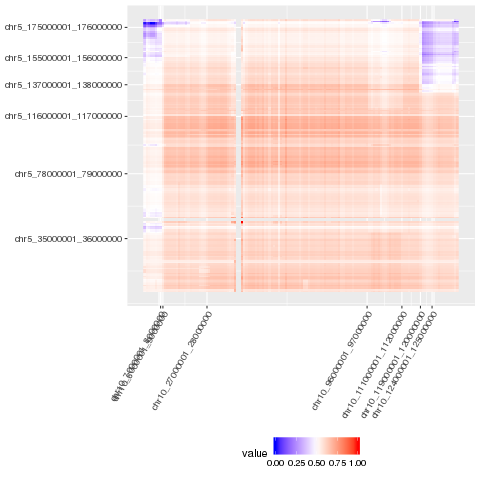 chr5_175000001_176000000
chr5_155000001_156000000
chr5_137000001_138000000
chr5_116000001_117000000
chr5_78000001_79000000
chr5_35000001_36000000
chr10_27000001_28000000
chr10_96000001_97000000
chr10_111000001_112000000
chr10_119000001_120000000
chr10_124000001_125000000
value
0.00 0.25 0.50 0.75 1.00